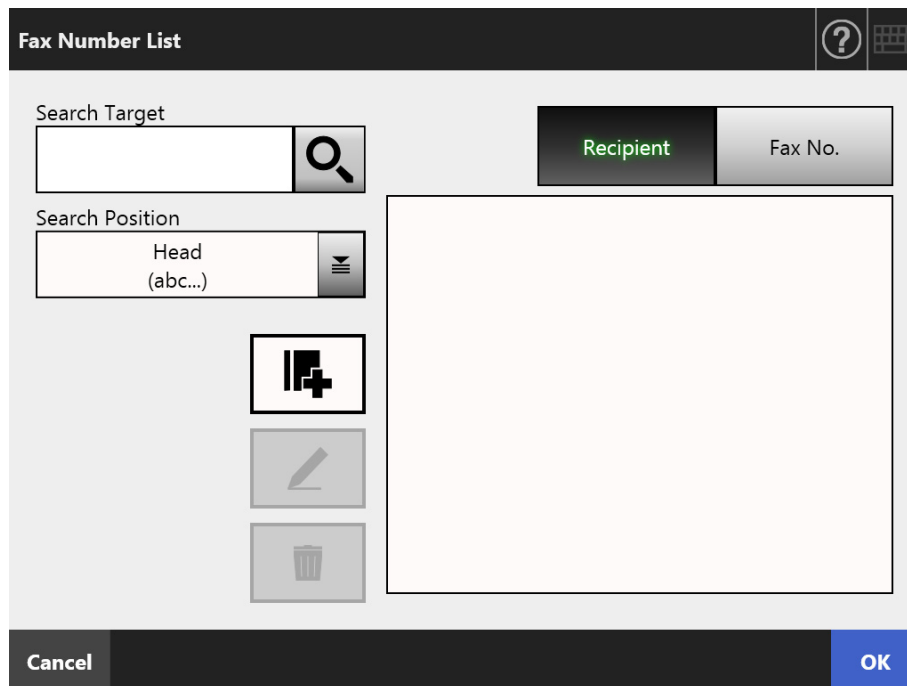 Fax Number List
?
Search Target
Recipient
Fax No.
Search Position
Head
(abc...)
Cancel
OK